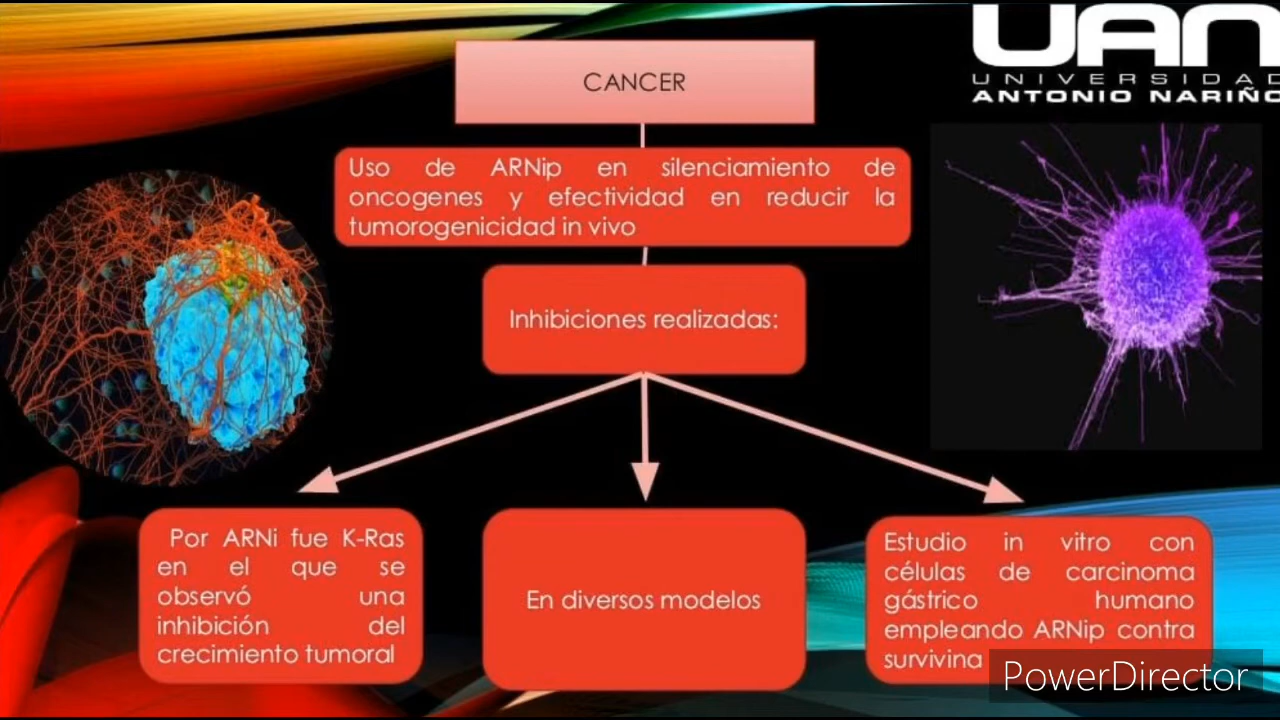 UAN
UNIVERSIDAD
ANTONIO NARIÑO
CANCER
Uso de ARNip en silenciamiento de
oncogenes y efectividad en reducir la
tumorogenicidad in vivo
Inhibiciones realizadas:
Por ARNi fue K-Ras
en el que se
observó una
inhibición del
crecimiento tumoral
En diversos modelos
Estudio in vitro con
células de carcinoma
gástrico humano
empleando ARNip contra
survivina
PowerDirector